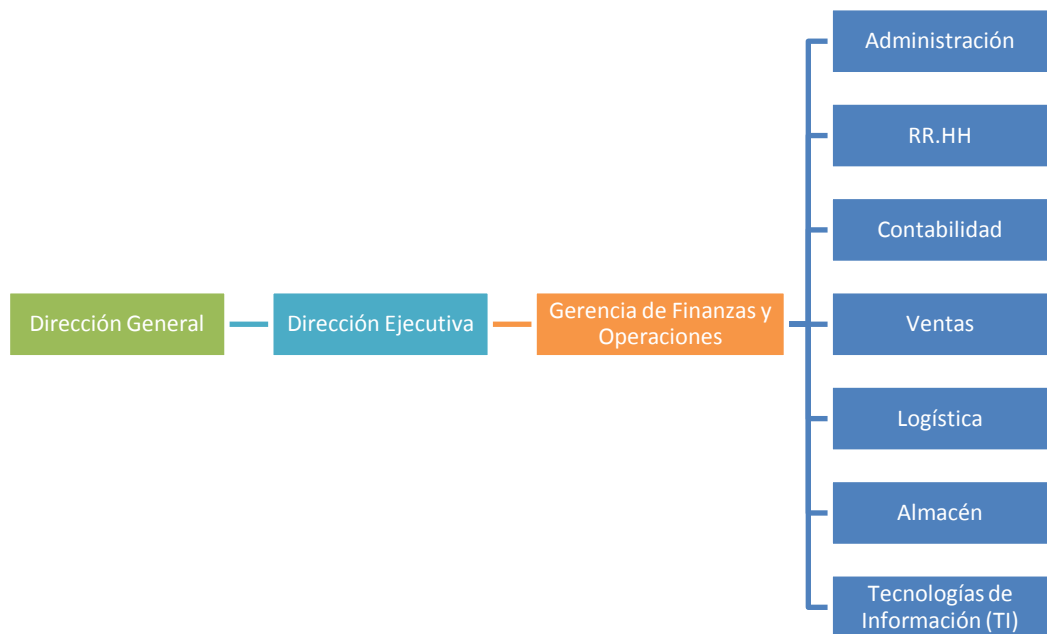 Administración
RR.HH
Contabilidad
Dirección General
Dirección Ejecutiva
Gerencia de Finanzas y
Operaciones
Ventas
Logística
Almacén
Tecnologías de
Información (TI)